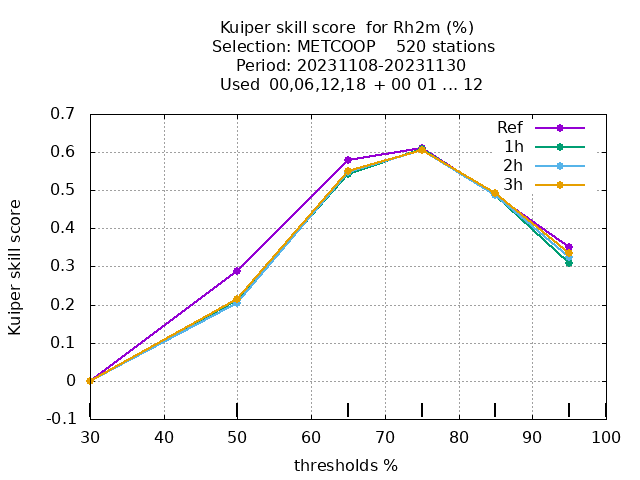 Kuiper skill score  for Rh2m (%)
Selection: METCOOP    520 stations
Period: 20231108-20231130
Used  00,06,12,18  + 00 01 ... 12
Ref
1h
2h
3h
0.7
0.6
0.5
0.4
0.3
0.2
0.1
0
-0.1
Kuiper skill score
30
40
50
60
70
80
90
100
thresholds %